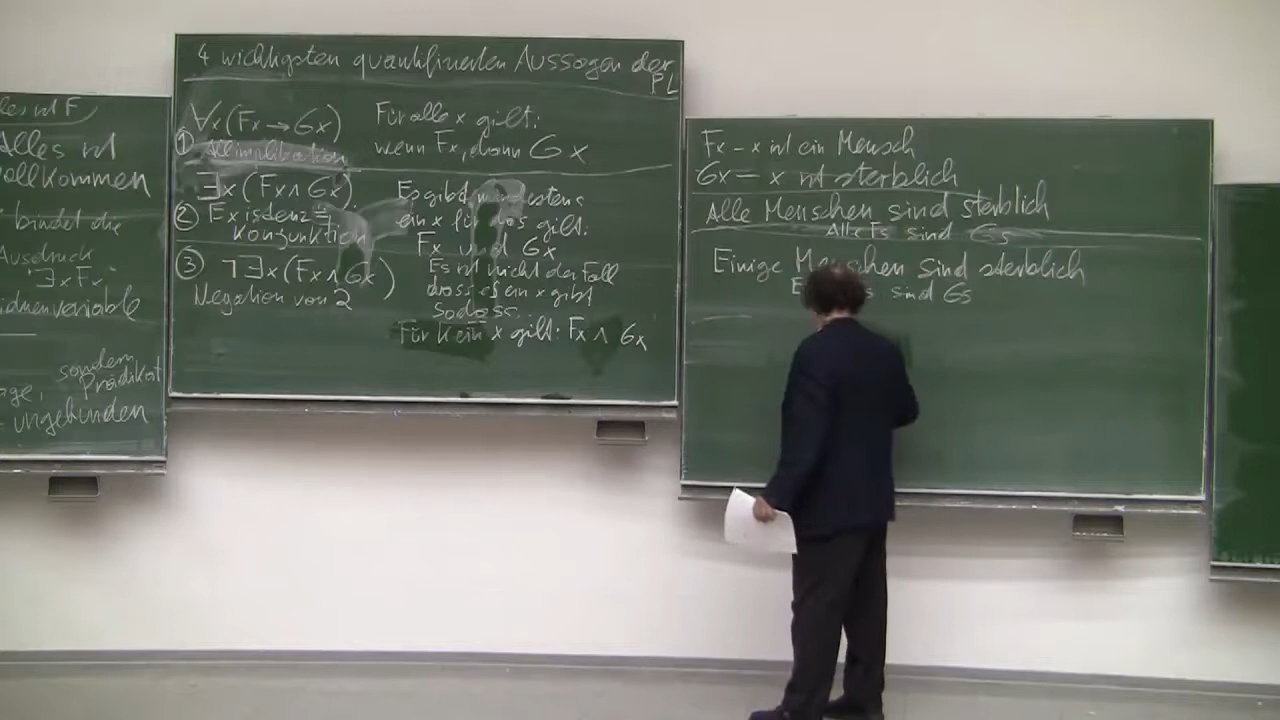 les ist F
Alles ist
vollkommen
bindet die
Ausdruck
"∃xFx"
iduenvariable
sondern
Prädikat
ungebunden
4 wichtigsten quantifizierten Aussagen der
PL
∀x(Fx→Gx)
① Allimplikation
Für alle x gilt:
wenn Fx, dann Gx
∃x(Fx∧Gx)
② Existenz=
konjunktion
Es gibt mindestens
ein x für das gilt:
Fx und Gx
③ ¬∃x(Fx∧Gx)
Negation von 2
Es ist nicht der Fall
dass es ein x gibt
sodass...
Für kein x gilt: Fx ∧ Gx
Fx – x ist ein Mensch
Gx – x ist sterblich
Alle Menschen sind sterblich
Alle Fs sind Gs
Einige Menschen sind sterblich
sind Gs